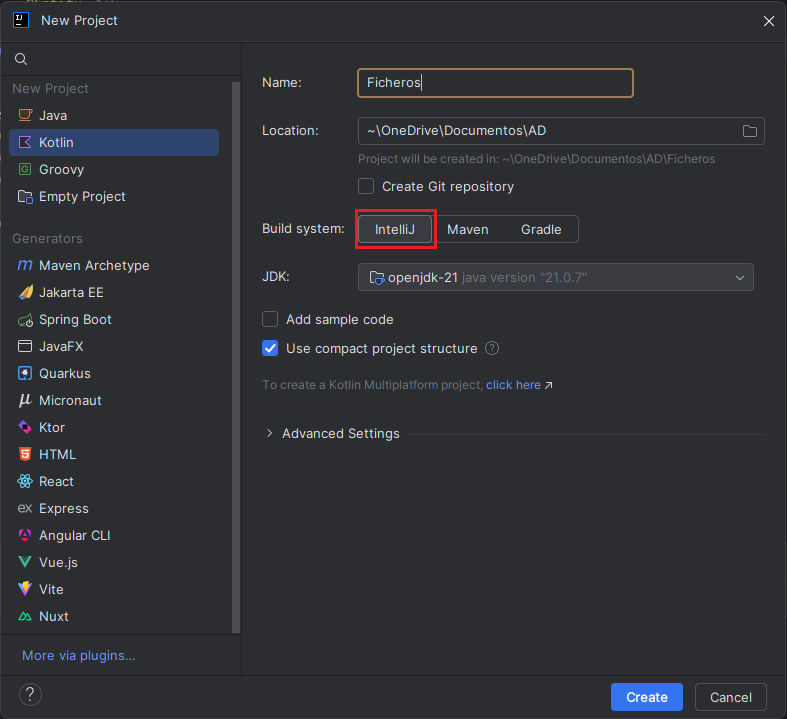 New Project
New Project
Java
Kotlin
Groovy
Empty Project
Generators
Maven Archetype
Jakarta EE
Spring Boot
JavaFX
Quarkus
Micronaut
Ktor
HTML
React
Express
Angular CLI
Vue.js
Vite
Nuxt
More via plugins...
Name: Ficheros
Location: ~\OneDrive\Documentos\AD
Project will be created in: ~\OneDrive\Documentos\AD\Ficheros
Create Git repository
Build system: IntelliJ Maven Gradle
JDK: openjdk-21 java version "21.0.7"
Add sample code
Use compact project structure ?
To create a Kotlin Multiplatform project, click here ↗
Advanced Settings
? Create Cancel